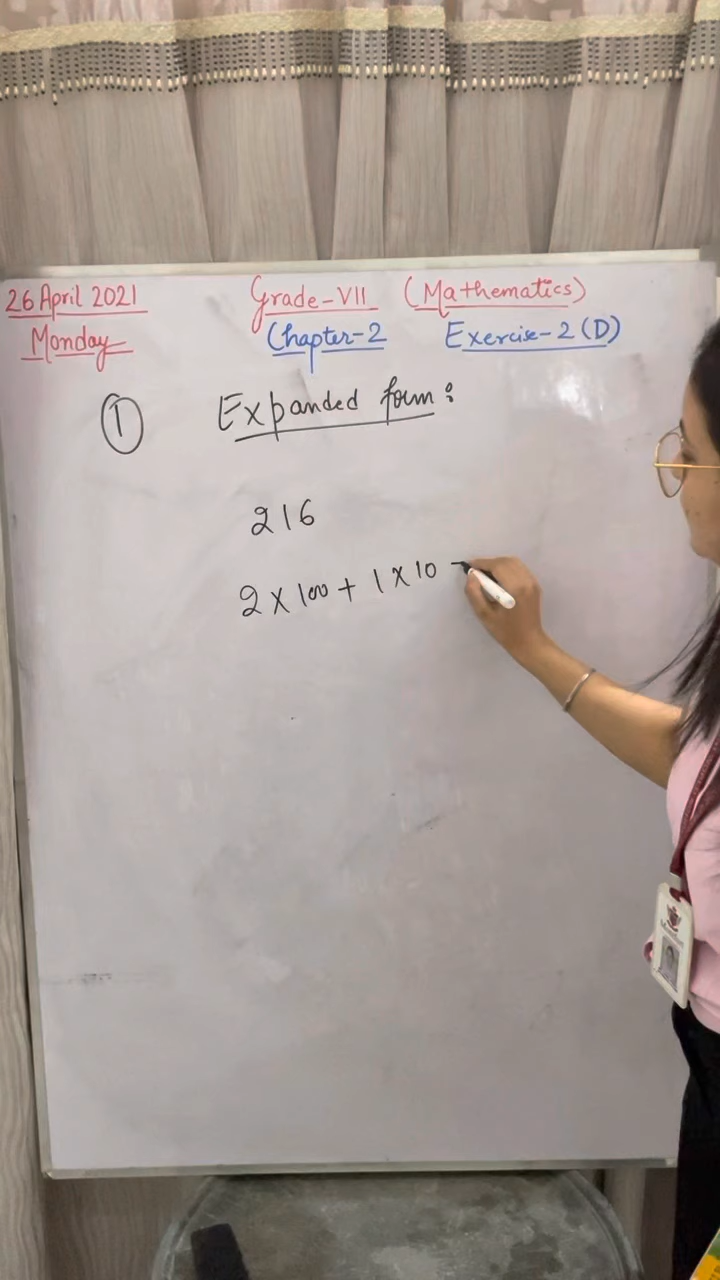 26 April 2021 Grade-VII (Mathematics)
Monday Chapter-2 Exercise-2(D)
① Expanded form:
216
2 × 100 + 1 × 10 -